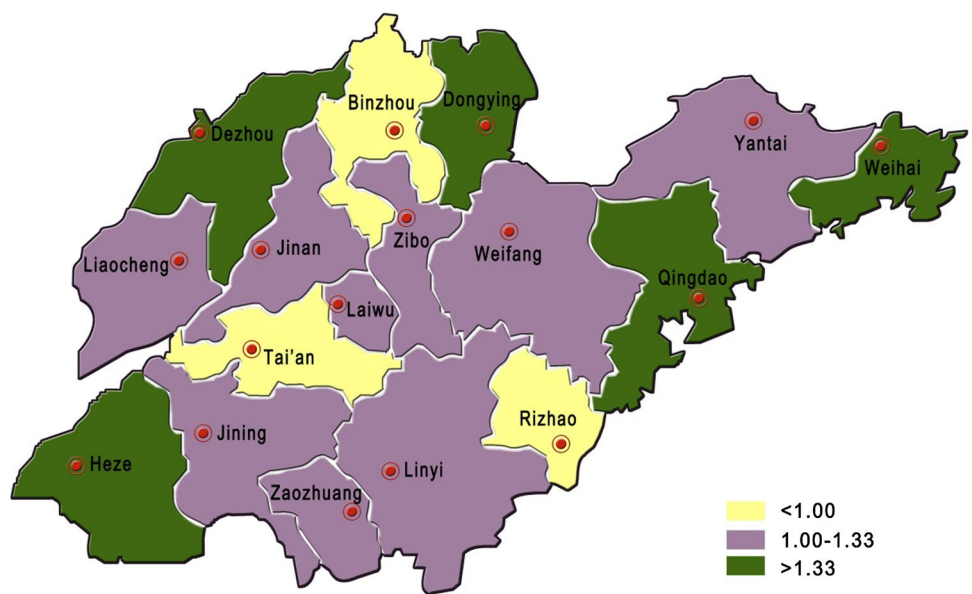 Binzhou
Dongying
Dezhou
Yantai
Weihai
Liaocheng
Jinan
Zibo
Weifang
Qingdao
Laiwu
Tai'an
Rizhao
Jining
Heze
Linyi
Zaozhuang
<1.00
1.00-1.33
>1.33